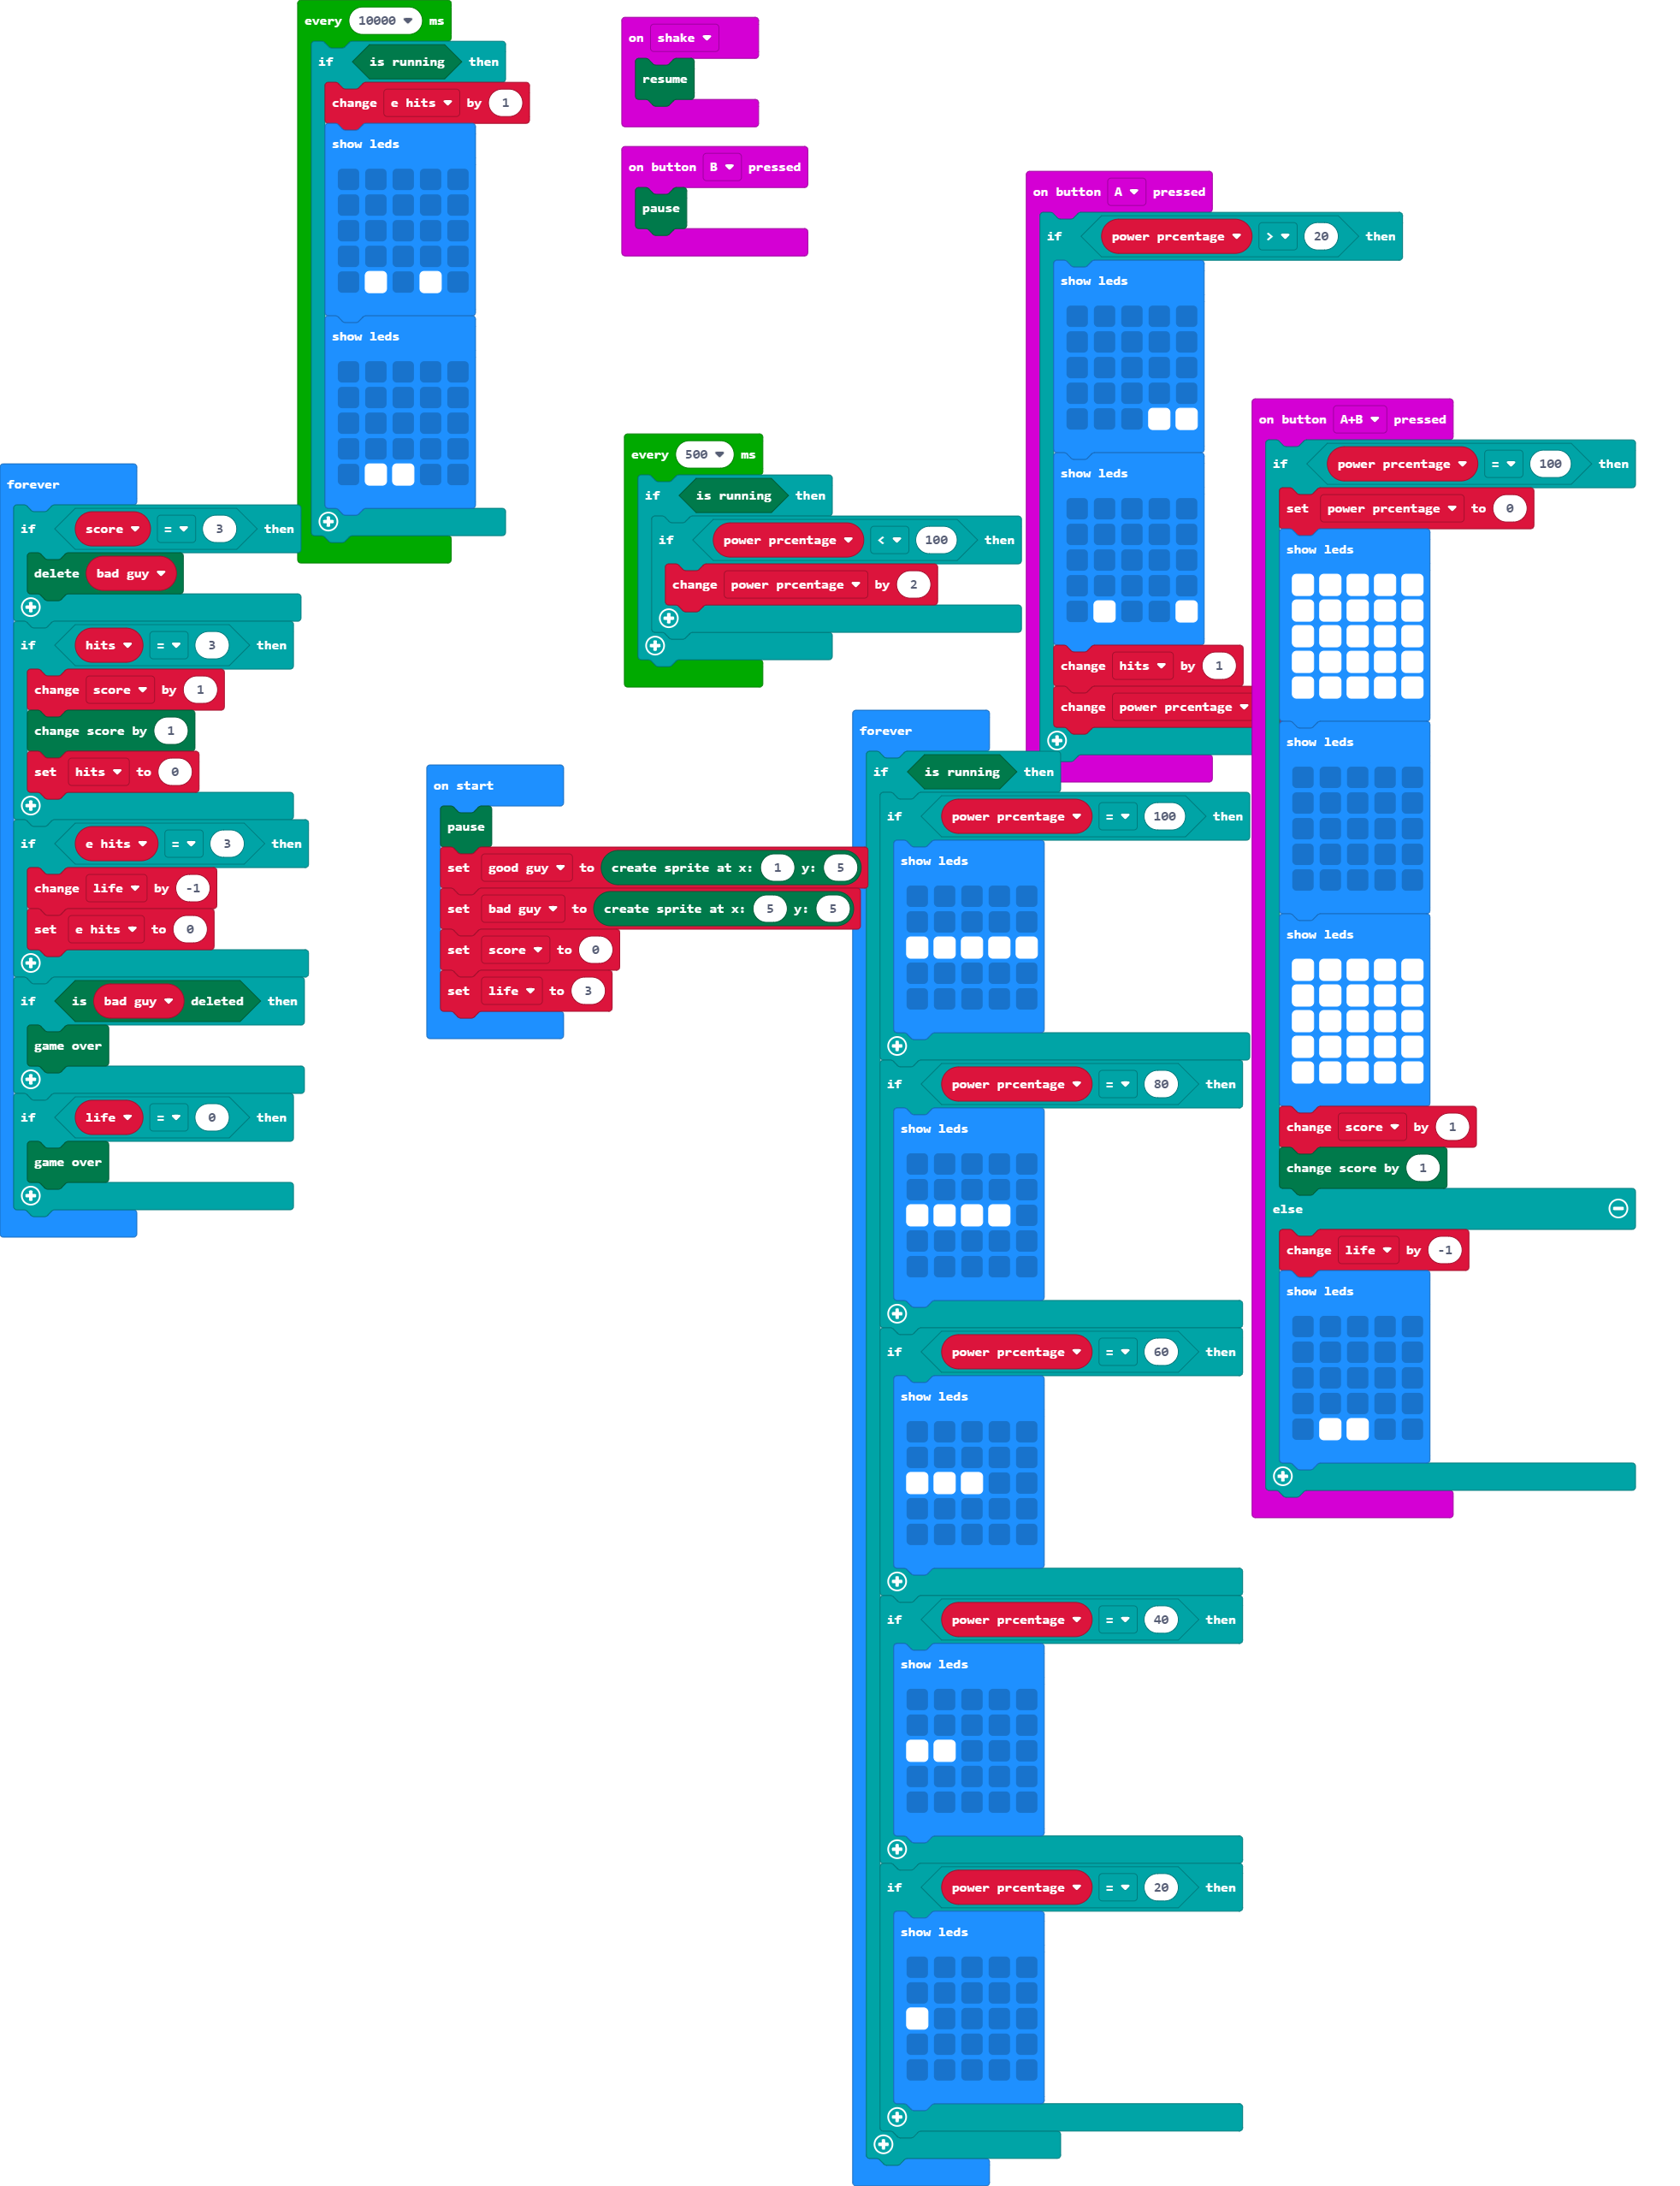 every 10000 ms
if is running then
change e hits by 1
show leds
show leds
on shake
resume
on button B pressed
pause
on button A pressed
if power prcentage > 20 then
show leds
show leds
change hits by 1
change power prcentage
on button A+B pressed
if power prcentage = 100 then
set power prcentage to 0
show leds
show leds
show leds
change score by 1
change score by 1
else
change life by -1
show leds
every 500 ms
if is running then
if power prcentage < 100 then
change power prcentage by 2
forever
if score = 3 then
delete bad guy
if hits = 3 then
change score by 1
change score by 1
set hits to 0
if e hits = 3 then
change life by -1
set e hits to 0
if is bad guy deleted then
game over
if life = 0 then
game over
on start
pause
set good guy to create sprite at x: 1 y: 5
set bad guy to create sprite at x: 5 y: 5
set score to 0
set life to 3
forever
if is running then
if power prcentage = 100 then
show leds
if power prcentage = 80 then
show leds
if power prcentage = 60 then
show leds
if power prcentage = 40 then
show leds
if power prcentage = 20 then
show leds